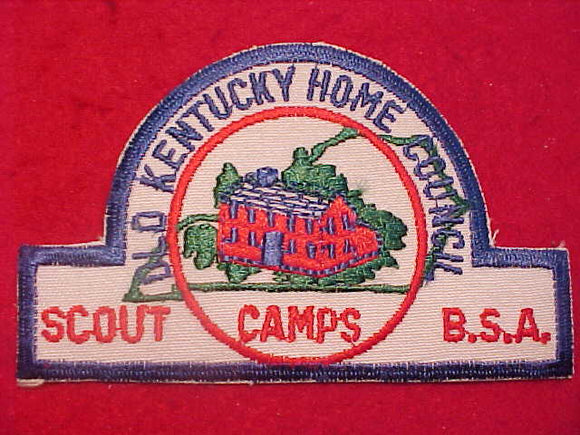 OLD KENTUCKY HOME COUNCIL
SCOUT CAMPS B.S.A.